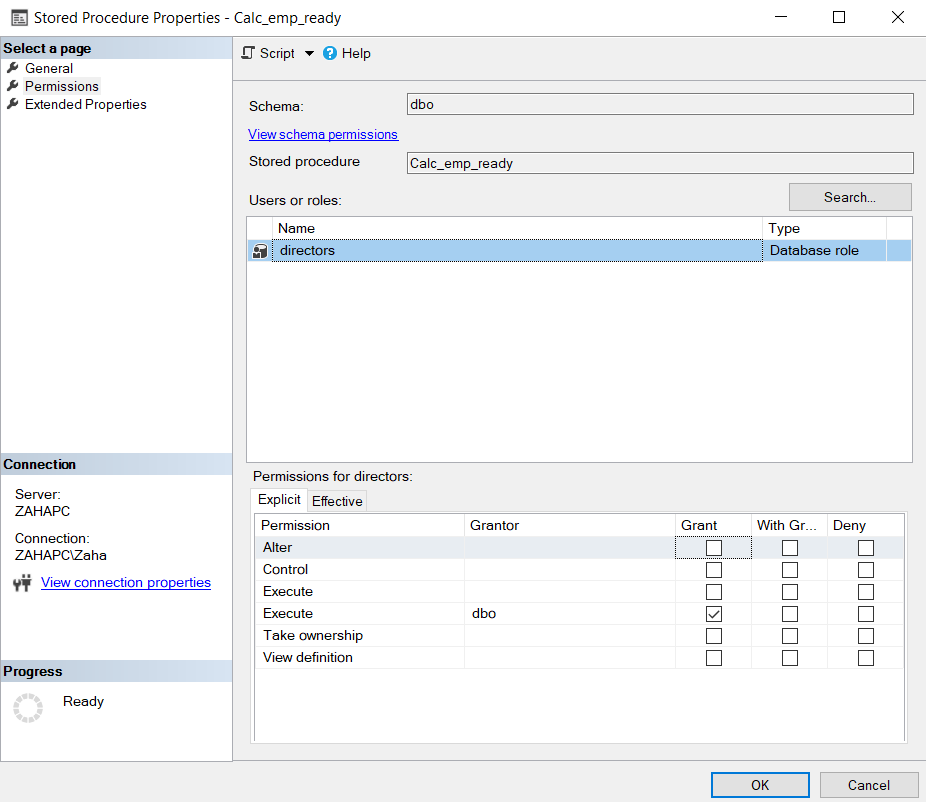 Stored Procedure Properties - Calc_emp_ready
Select a page
General
Permissions
Extended Properties
Script Help
Schema: dbo
View schema permissions
Stored procedure Calc_emp_ready
Users or roles: Search...
Name Type
directors Database role
Permissions for directors:
Explicit Effective
Permission Grantor Grant With Gr... Deny
Alter
Control
Execute
Execute dbo
Take ownership
View definition
Connection
Server:
ZAHAPC
Connection:
ZAHAPC\Zaha
View connection properties
Progress
Ready
OK Cancel